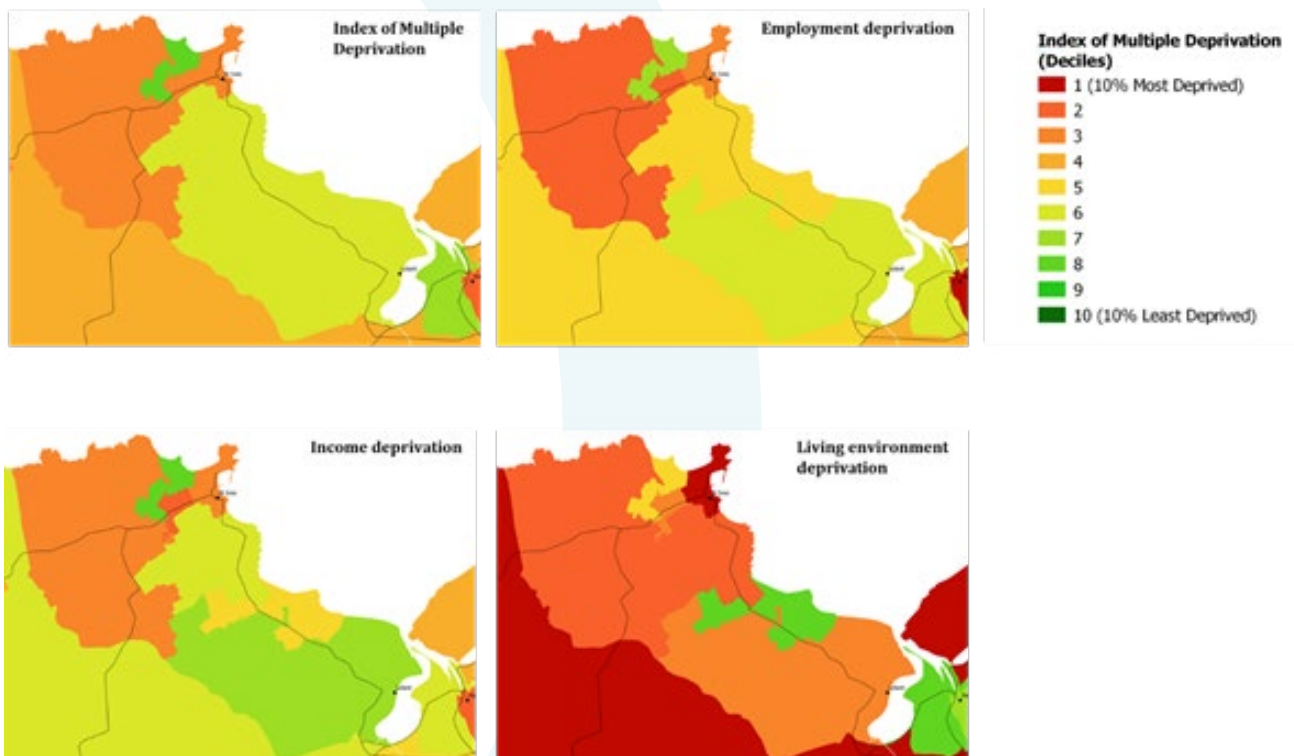 Index of Multiple
Deprivation
Employment deprivation
Index of Multiple Deprivation
(Deciles)
1 (10% Most Deprived)
2
3
4
5
6
7
8
9
10 (10% Least Deprived)
Income deprivation
Living environment
deprivation